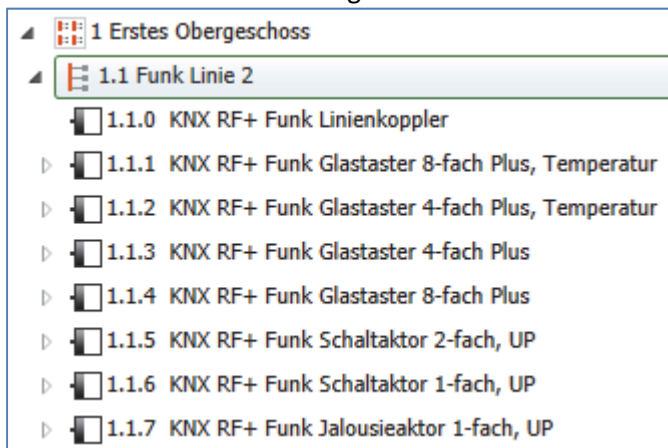 1 Erstes Obergeschoss
1.1 Funk Linie 2
1.1.0 KNX RF+ Funk Linienkoppler
1.1.1 KNX RF+ Funk Glastaster 8-fach Plus, Temperatur
1.1.2 KNX RF+ Funk Glastaster 4-fach Plus, Temperatur
1.1.3 KNX RF+ Funk Glastaster 4-fach Plus
1.1.4 KNX RF+ Funk Glastaster 8-fach Plus
1.1.5 KNX RF+ Funk Schaltaktor 2-fach, UP
1.1.6 KNX RF+ Funk Schaltaktor 1-fach, UP
1.1.7 KNX RF+ Funk Jalousieaktor 1-fach, UP